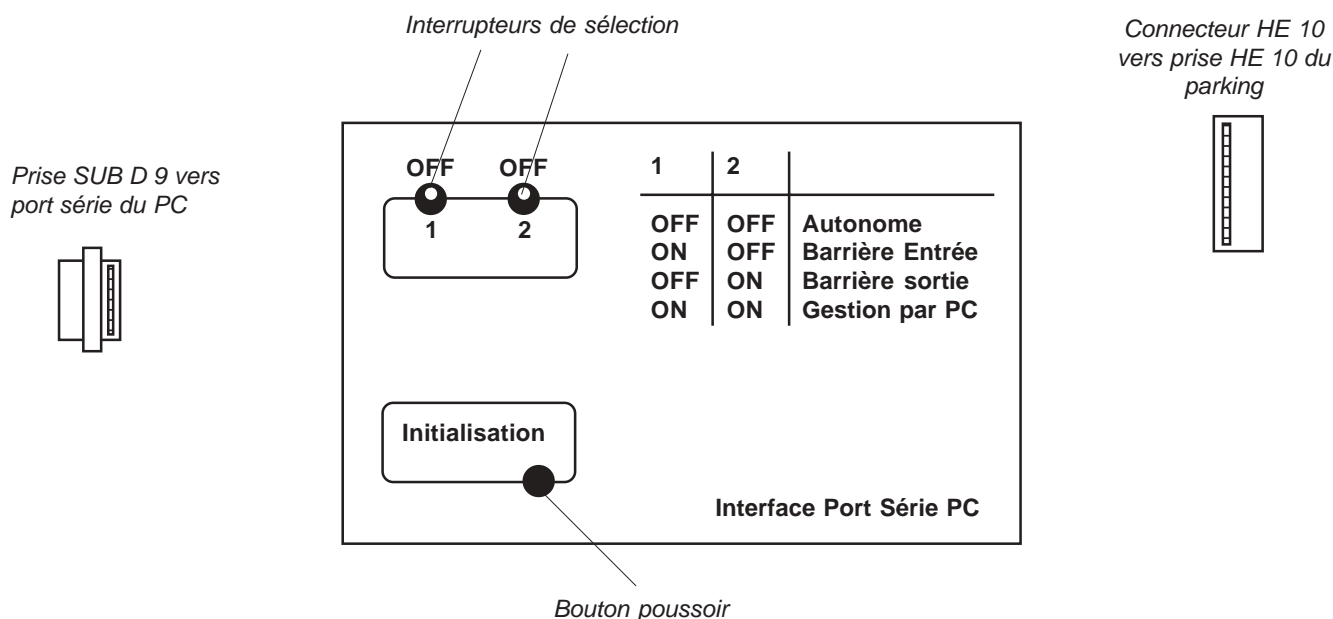 Interrupteurs de sélection
Connecteur HE 10
vers prise HE 10 du
parking
Prise SUB D 9 vers
port série du PC
OFF OFF
1 2
1 2
OFF OFF Autonome
ON OFF Barrière Entrée
OFF ON Barrière sortie
ON ON Gestion par PC
Initialisation
Interface Port Série PC
Bouton poussoir